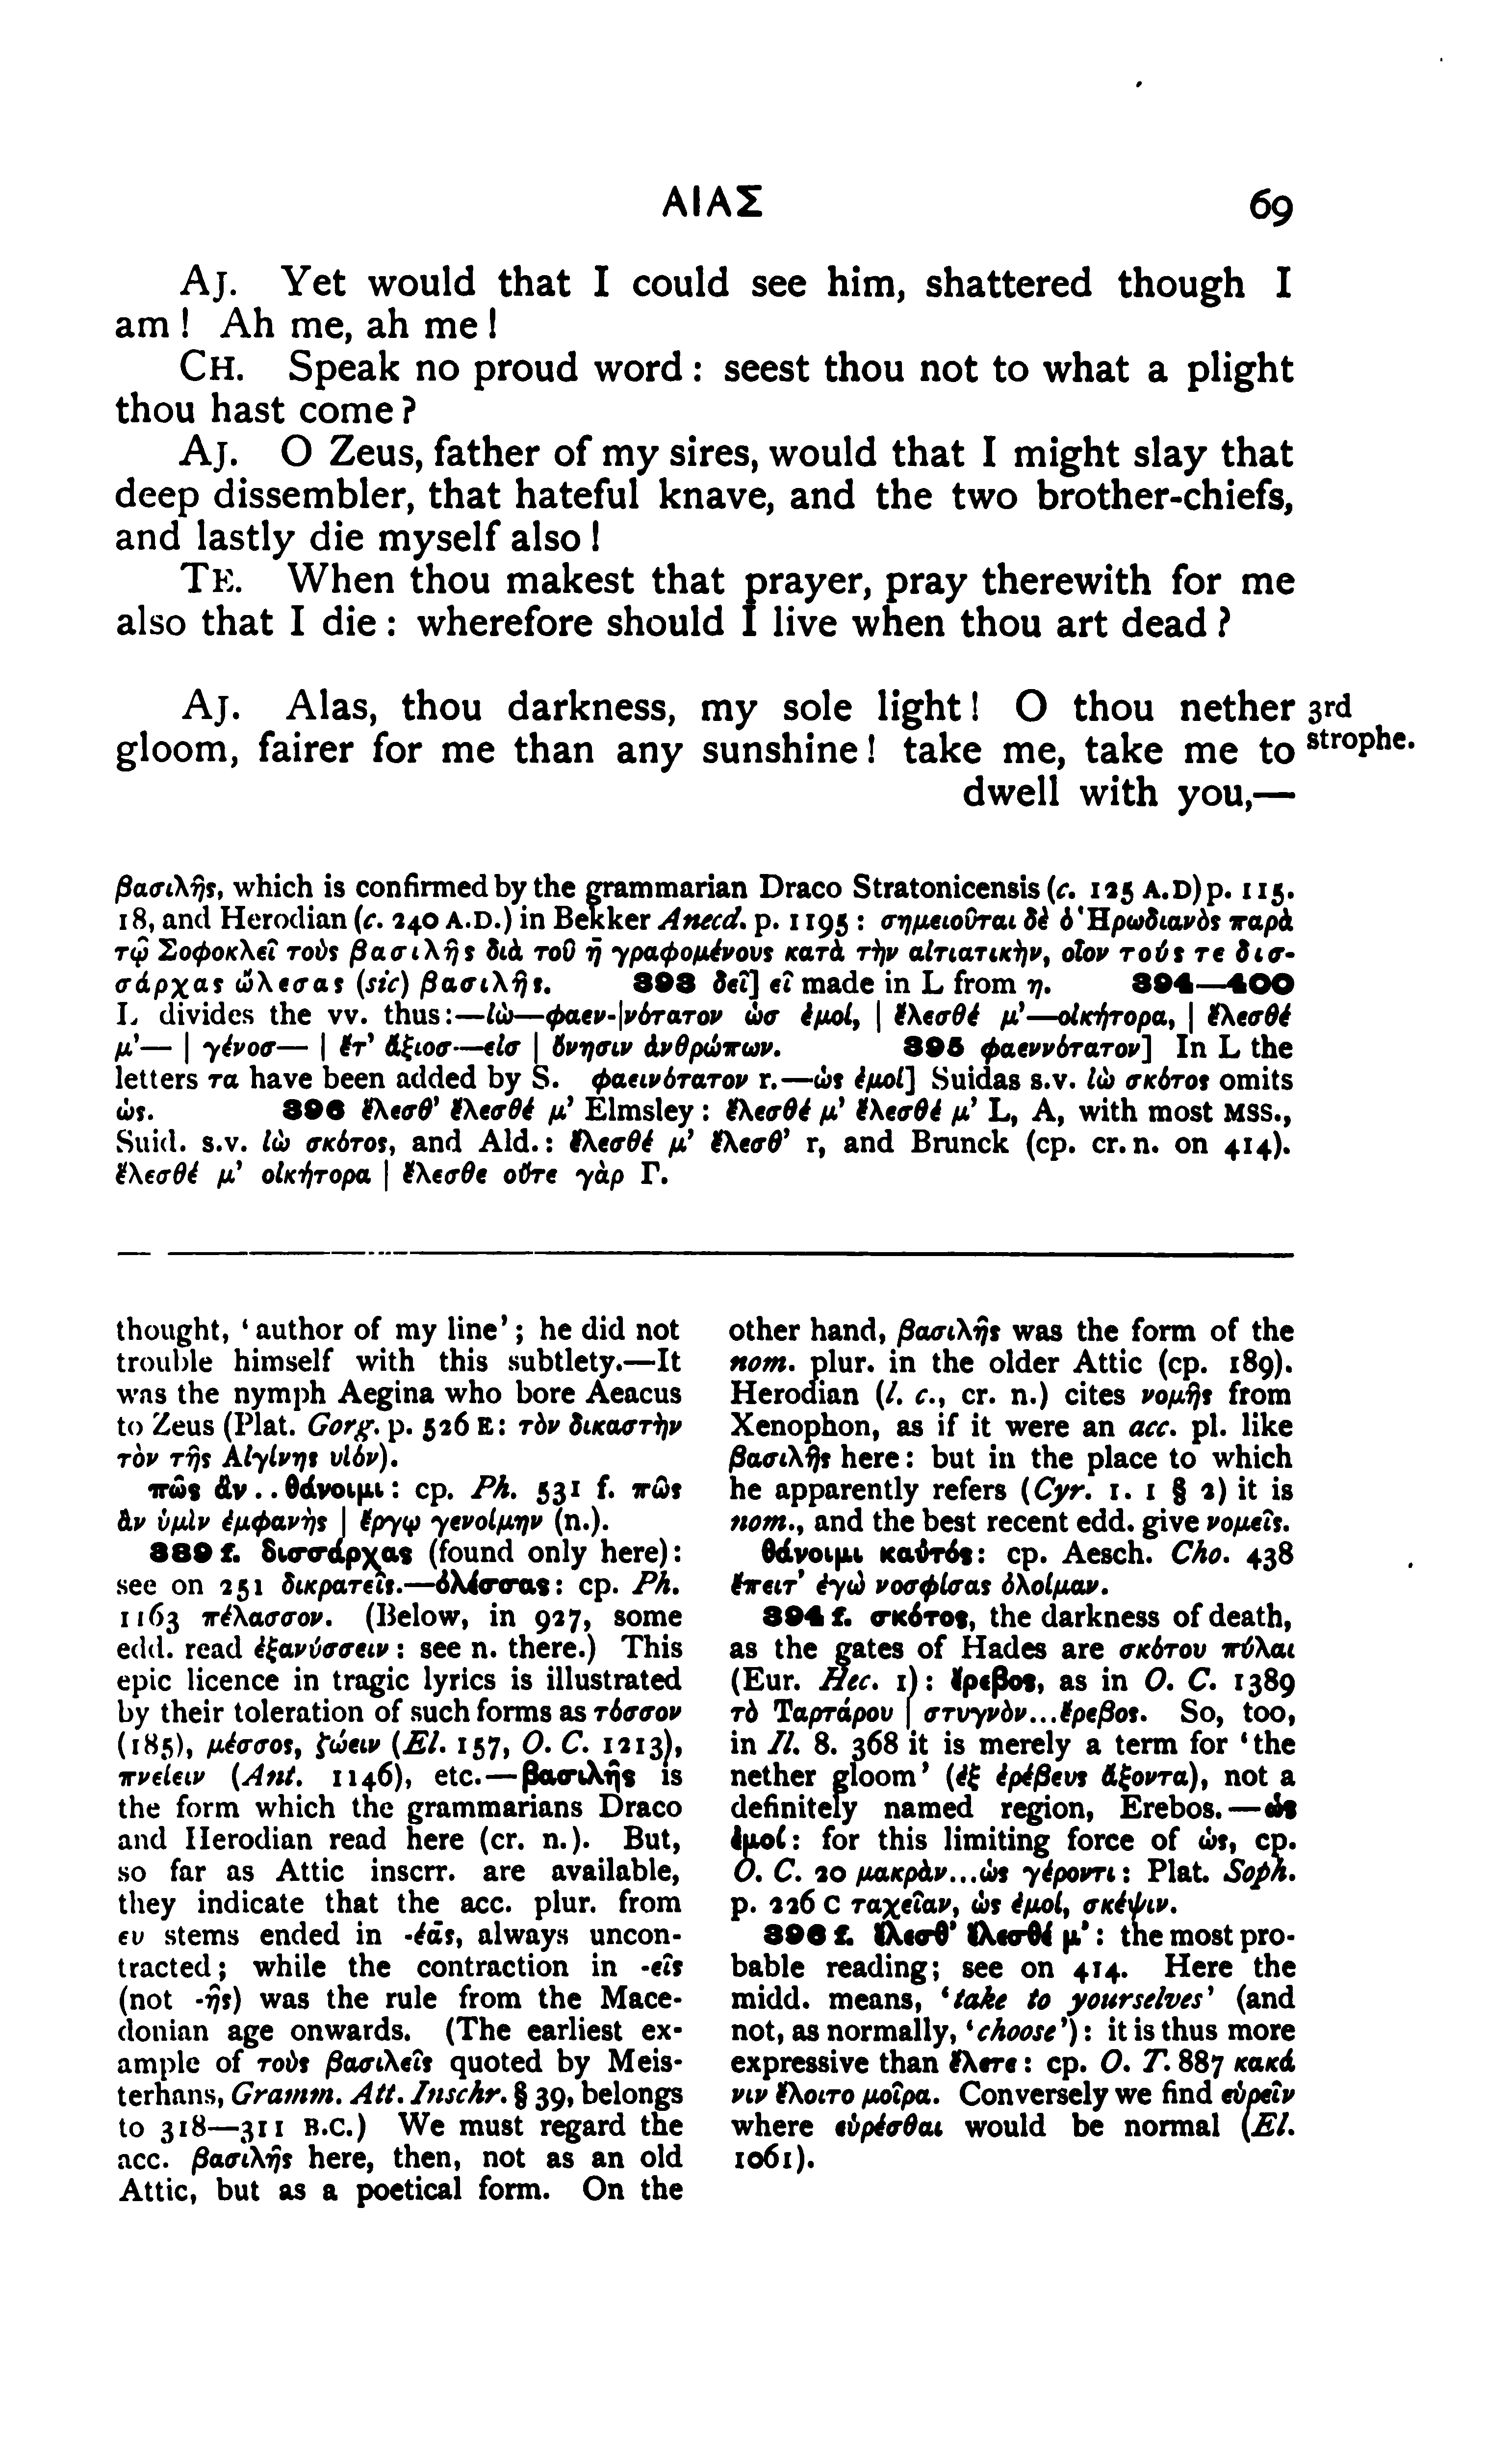 ΑΙΑΣ 69
AJ. Yet would that I could see him, shattered though I
am! Ah me, ah me!
CH. Speak no proud word: seest thou not to what a plight
thou hast come?
AJ. O Zeus, father of my sires, would that I might slay that
deep dissembler, that hateful knave, and the two brother-chiefs,
and lastly die myself also!
TE. When thou makest that prayer, pray therewith for me
also that I die: wherefore should I live when thou art dead?
AJ. Alas, thou darkness, my sole light! O thou nether 3rd
gloom, fairer for me than any sunshine! take me, take me to strophe.
dwell with you,—
βασιλῆς, which is confirmed by the grammarian Draco Stratonicensis (c. 125 A.D) p. 115.
18, and Herodian (c. 240 A.D.) in Bekker Anecd. p. 1195: σημειοῦται δὲ ὁ Ἡρωδιανὸς παρὰ
τῷ Σοφοκλεῖ τοὺς βασιλῆς διὰ τοῦ η̄ γραφομένους κατὰ τὴν αἰτιατικὴν, οἷον τούς τε δισ-
σάρχας ὤλεσας (sic) βασιλῆς. 393 δεῖ] εῖ made in L from η. 394—400
L divides the vv. thus:—ἰὼ—φαεν-|νότατον ὡσ ἐμοί, | ἕλεσθέ μ’—οἰκήτορα, | ἕλεσθέ
μ’— | γένοσ— | ἔτ’ ἄξιοσ—εἰσ | ὄνησιν ἀνθρώπων. 395 φαεννότατον] In L the
letters τα have been added by S. φαεινότατον r.—ὡς ἐμοί] Suidas s.v. ἰὼ σκότος omits
ὡς. 396 ἕλεσθ’ ἕλεσθέ μ’ Elmsley: ἕλεσθέ μ’ ἕλεσθέ μ’ L, A, with most MSS.,
Suid. s.v. ἰὼ σκότος, and Ald.: ἕλεσθέ μ’ ἕλεσθ’ r, and Brunck (cp. cr. n. on 414).
ἕλεσθέ μ’ οἰκήτορα | ἕλεσθε οὔτε γὰρ Γ.
thought, ‘author of my line’; he did not
trouble himself with this subtlety.—It
was the nymph Aegina who bore Aeacus
to Zeus (Plat. Gorg. p. 526 E: τὸν δικαστὴν
τὸν τῆς Αἰγίνης υἱόν).
πῶς ἂν..θάνοιμι: cp. Ph. 531 f. πῶς
ἂν ὑμὶν ἐμφανὴς | ἔργῳ γενοίμην (n.).
389 f. δισσάρχας (found only here):
see on 251 δικρατεῖς.—ὀλέσσας: cp. Ph.
1163 πέλασσον. (Below, in 927, some
edd. read ἐξανύσσειν: see n. there.) This
epic licence in tragic lyrics is illustrated
by their toleration of such forms as τόσσον
(185), μέσσος, ζώειν (El. 157, O. C. 1213),
πνείειν (Ant. 1146), etc.—βασιλῆς is
the form which the grammarians Draco
and Herodian read here (cr. n.). But,
so far as Attic inscrr. are available,
they indicate that the acc. plur. from
ευ stems ended in -έᾱς, always uncon-
tracted; while the contraction in -εῖς
(not -ῆς) was the rule from the Mace-
donian age onwards. (The earliest ex-
ample of τοὺς βασιλεῖς quoted by Meis-
terhans, Gramm. Att. Inschr. § 39, belongs
to 318—311 B.C.) We must regard the
acc. βασιλῆς here, then, not as an old
Attic, but as a poetical form. On the
other hand, βασιλῆς was the form of the
nom. plur. in the older Attic (cp. 189).
Herodian (l. c., cr. n.) cites νομῆς from
Xenophon, as if it were an acc. pl. like
βασιλῆς here: but in the place to which
he apparently refers (Cyr. 1. 1 § 2) it is
nom., and the best recent edd. give νομεῖς.
θάνοιμι καὐτός: cp. Aesch. Cho. 438
ἔπειτ’ ἐγὼ νοσφίσας ὀλοίμαν.
394 f. σκότος, the darkness of death,
as the gates of Hades are σκότου πύλαι
(Eur. Hec. 1): ἔρεβος, as in O. C. 1389
τὸ Ταρτάρου | στυγνὸν...ἔρεβος. So, too,
in Il. 8. 368 it is merely a term for ‘the
nether gloom’ (ἐξ ἐρέβευς ἄξοντα), not a
definitely named region, Erebos.—ὡς
ἐμοί: for this limiting force of ὡς, cp.
O. C. 20 μακρὰν...ὡς γέροντι: Plat. Soph.
p. 226 C ταχεῖαν, ὡς ἐμοί, σκέψιν.
396 f. ἕλεσθ’ ἕλεσθέ μ’: the most pro-
bable reading; see on 414. Here the
midd. means, ‘take to yourselves’ (and
not, as normally, ‘choose’): it is thus more
expressive than ἕλετε: cp. O. T. 887 κακά
νιν ἕλοιτο μοῖρα. Conversely we find εὑρεῖν
where εὑρέσθαι would be normal (El.
1061).